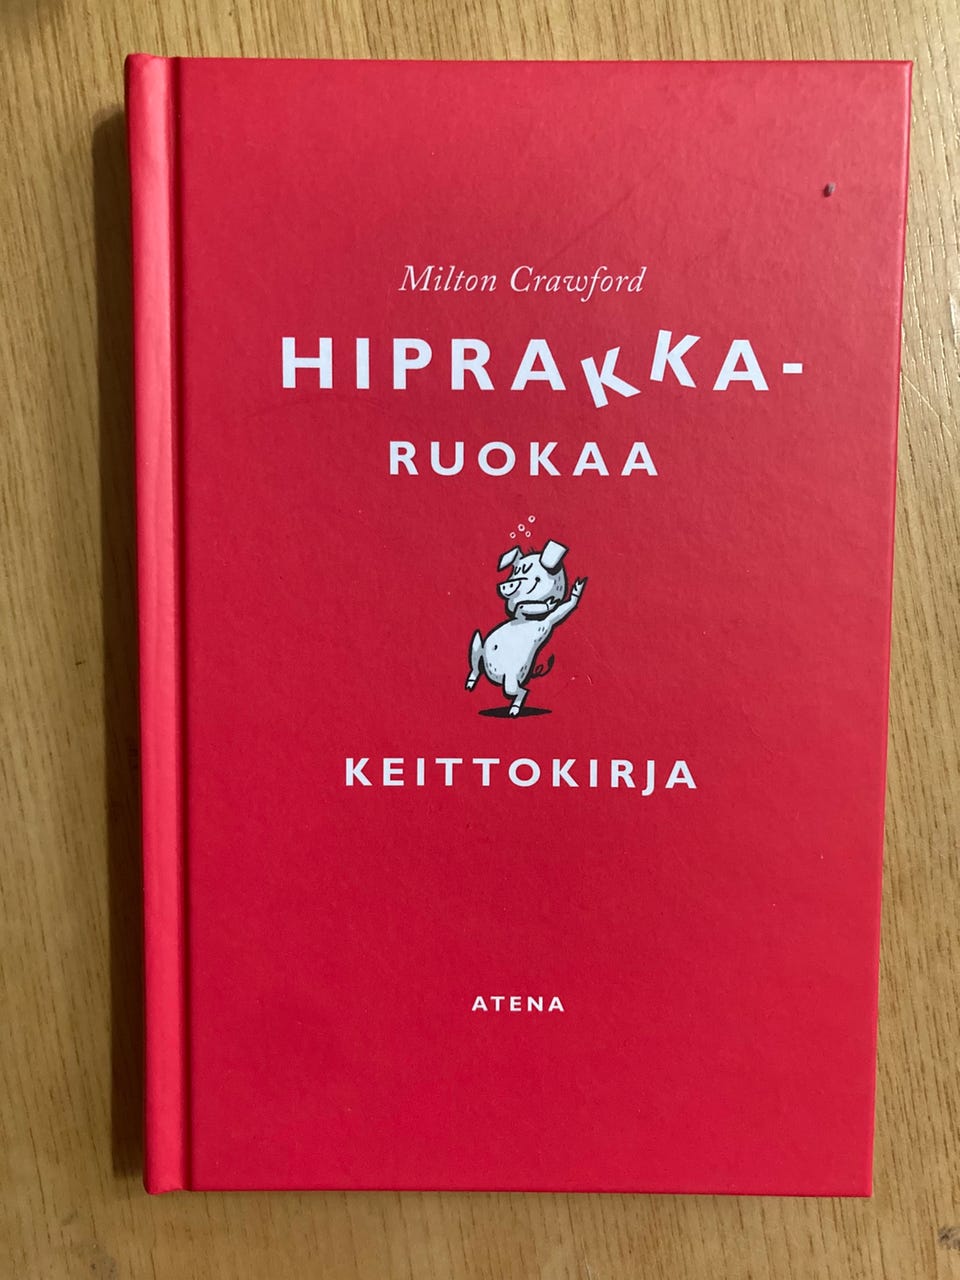 Milton Crawford
HIPRAKKA-
RUOKAA
KEITTOKIRJA
ATENA